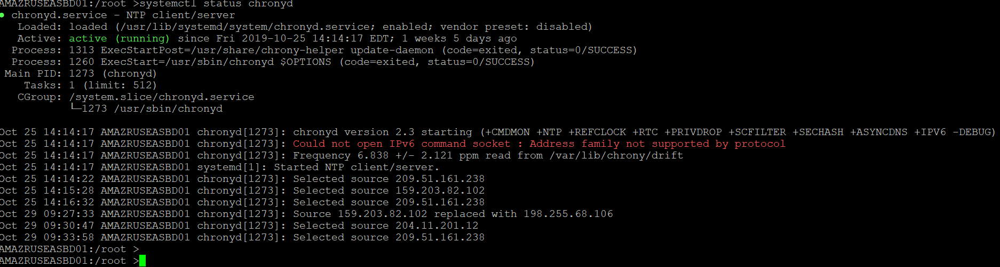 AMAZRUSEASBD01:/root >systemctl status chronyd
● chronyd.service - NTP client/server
   Loaded: loaded (/usr/lib/systemd/system/chronyd.service; enabled; vendor preset: disabled)
   Active: active (running) since Fri 2019-10-25 14:14:17 EDT; 1 weeks 5 days ago
  Process: 1313 ExecStartPost=/usr/share/chrony-helper update-daemon (code=exited, status=0/SUCCESS)
  Process: 1260 ExecStart=/usr/sbin/chronyd $OPTIONS (code=exited, status=0/SUCCESS)
 Main PID: 1273 (chronyd)
    Tasks: 1 (limit: 512)
   CGroup: /system.slice/chronyd.service
           └─1273 /usr/sbin/chronyd

Oct 25 14:14:17 AMAZRUSEASBD01 chronyd[1273]: chronyd version 2.3 starting (+CMDMON +NTP +REFCLOCK +RTC +PRIVDROP +SCFILTER +SECHASH +ASYNCDNS +IPV6 -DEBUG)
Oct 25 14:14:17 AMAZRUSEASBD01 chronyd[1273]: Could not open IPv6 command socket : Address family not supported by protocol
Oct 25 14:14:17 AMAZRUSEASBD01 chronyd[1273]: Frequency 6.838 +/- 2.121 ppm read from /var/lib/chrony/drift
Oct 25 14:14:17 AMAZRUSEASBD01 systemd[1]: Started NTP client/server.
Oct 25 14:14:22 AMAZRUSEASBD01 chronyd[1273]: Selected source 209.51.161.238
Oct 25 14:15:28 AMAZRUSEASBD01 chronyd[1273]: Selected source 159.203.82.102
Oct 25 14:16:32 AMAZRUSEASBD01 chronyd[1273]: Selected source 209.51.161.238
Oct 29 09:27:33 AMAZRUSEASBD01 chronyd[1273]: Source 159.203.82.102 replaced with 198.255.68.106
Oct 29 09:30:47 AMAZRUSEASBD01 chronyd[1273]: Selected source 204.11.201.12
Oct 29 09:33:58 AMAZRUSEASBD01 chronyd[1273]: Selected source 209.51.161.238
AMAZRUSEASBD01:/root >
AMAZRUSEASBD01:/root >